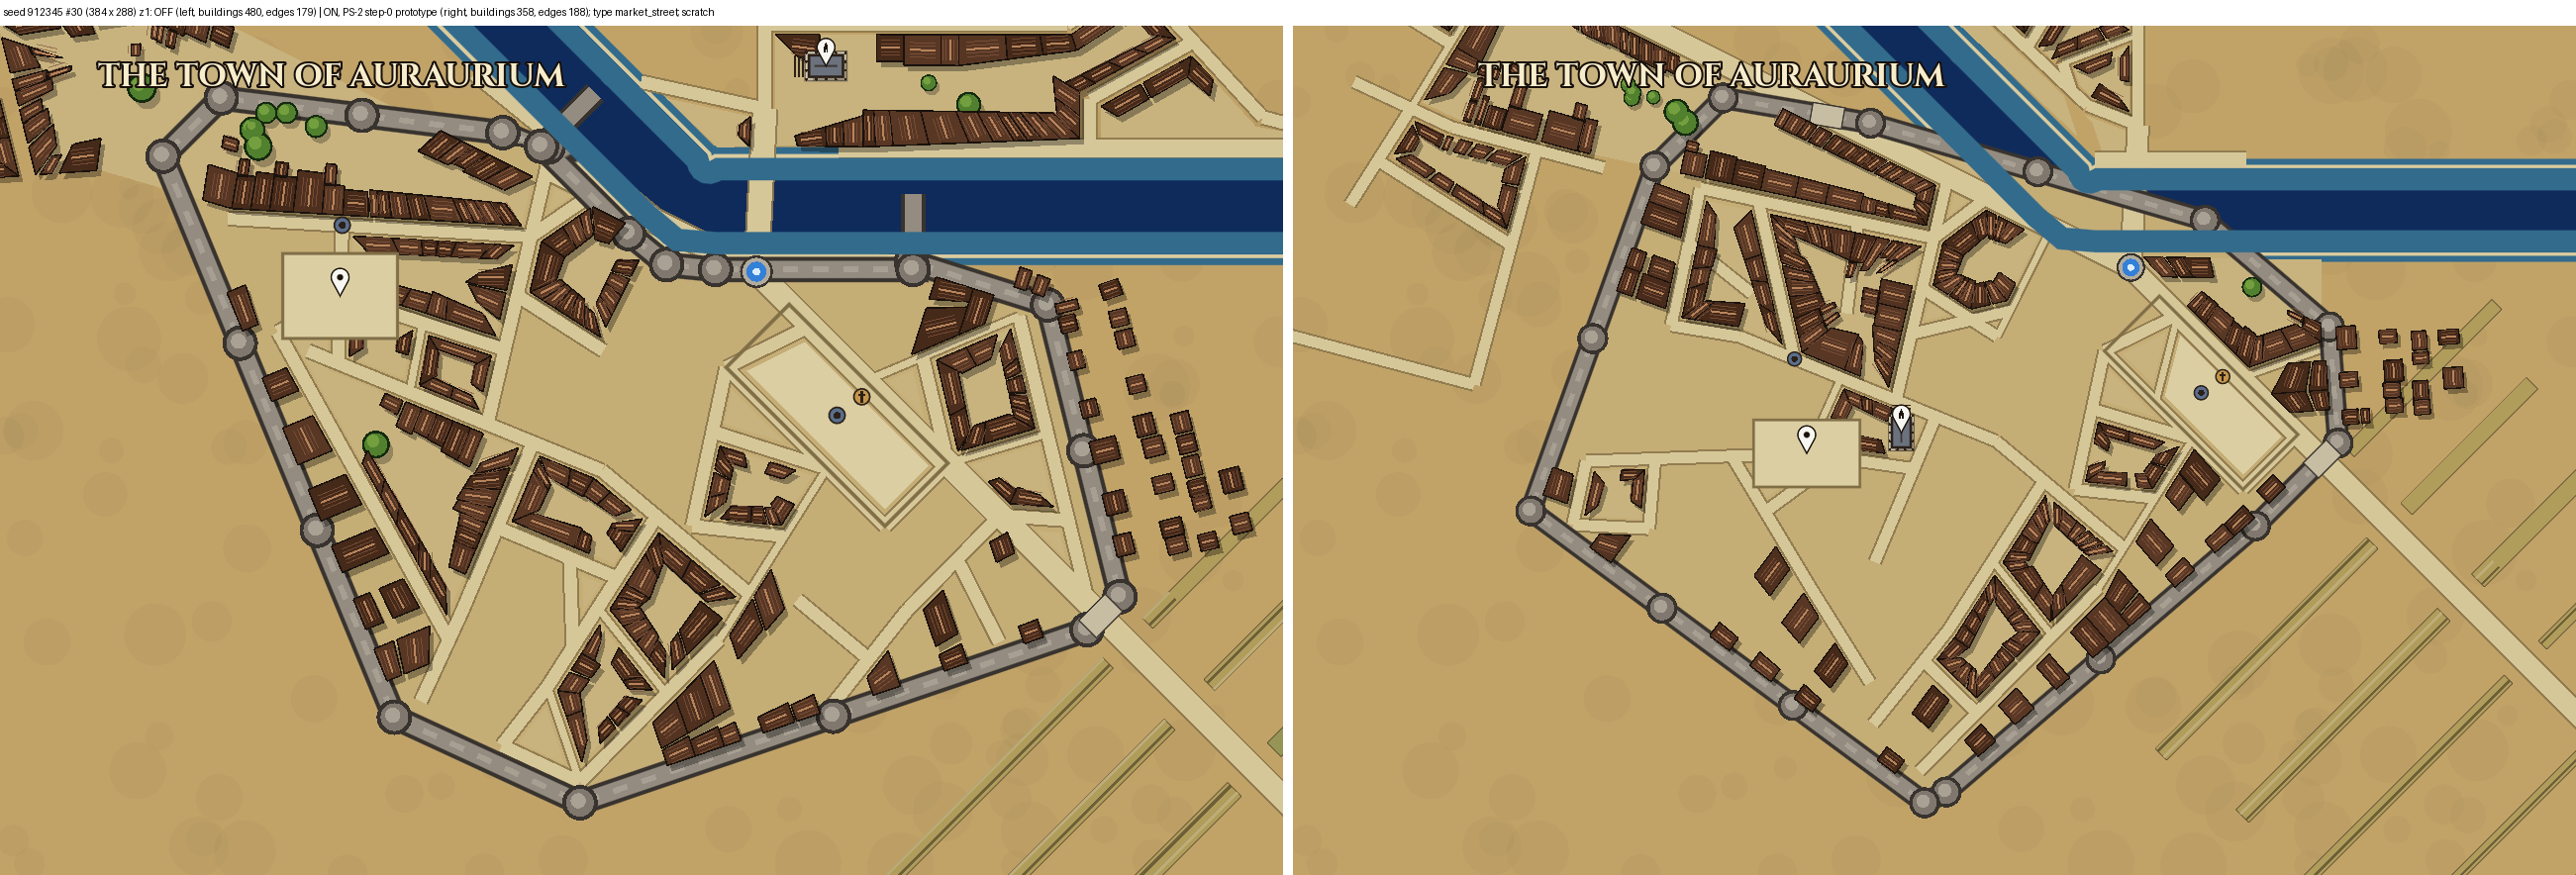 seed 912345 #30 (384 x 288) z1: OFF (left, buildings 480, edges 179) | ON, PS-2 step-0 prototype (right, buildings 358, edges 188); type market_street; scratch
THE TOWN OF AURAURIUM
THE TOWN OF AURAURIUM